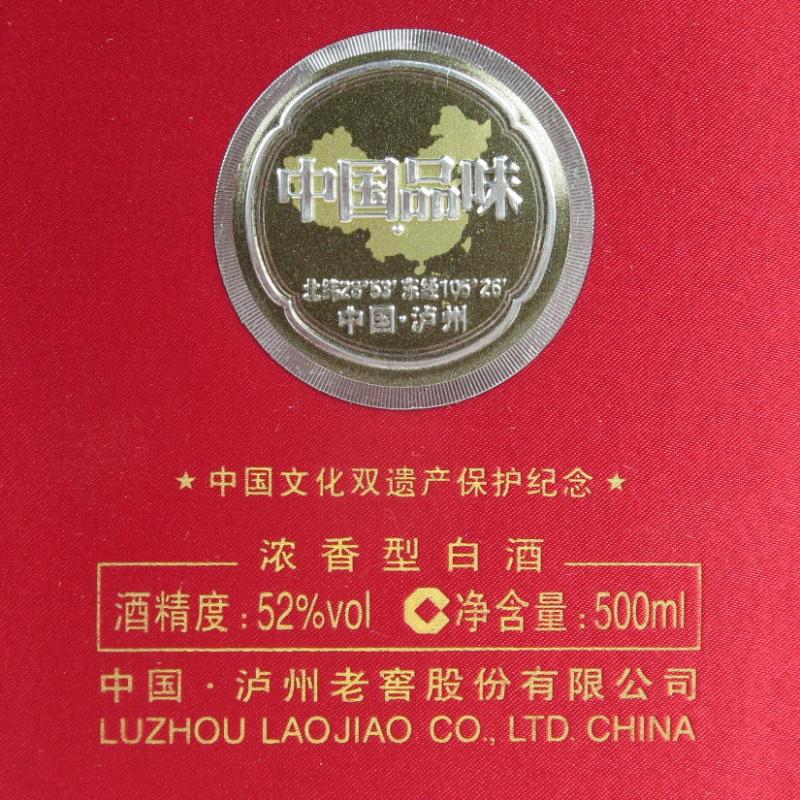 中国品味
北纬28°53′ 东经105°26′
中国·泸州
★中国文化双遗产保护纪念★
浓香型白酒
酒精度:52%vol 净含量:500ml
中国·泸州老窖股份有限公司
LUZHOU LAOJIAO CO., LTD. CHINA